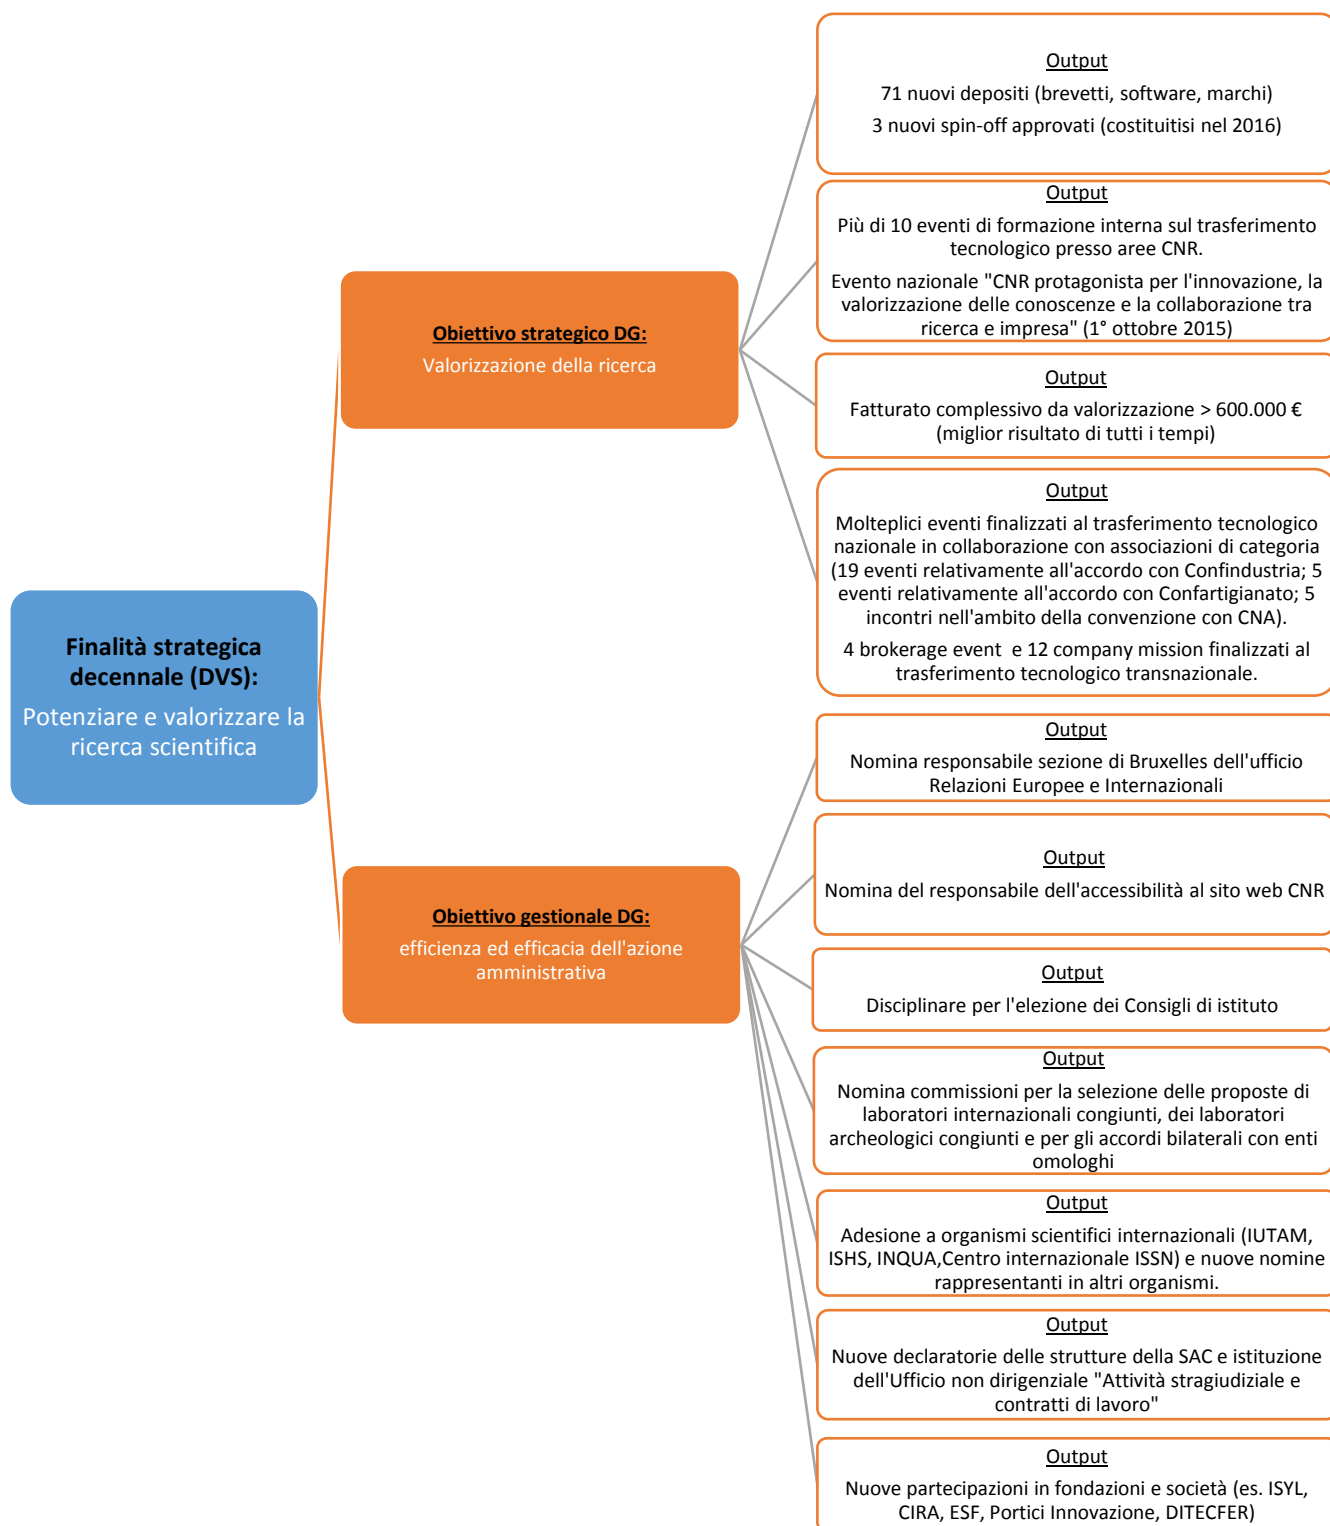 Finalità strategica
decennale (DVS):
Potenziare e valorizzare la
ricerca scientifica
Obiettivo strategico DG:
Valorizzazione della ricerca
Output
71 nuovi depositi (brevetti, software, marchi)
3 nuovi spin-off approvati (costituitisi nel 2016)
Output
Più di 10 eventi di formazione interna sul trasferimento
tecnologico presso aree CNR.
Evento nazionale "CNR protagonista per l'innovazione, la
valorizzazione delle conoscenze e la collaborazione tra
ricerca e impresa" (1° ottobre 2015)
Output
Fatturato complessivo da valorizzazione > 600.000 €
(miglior risultato di tutti i tempi)
Output
Molteplici eventi finalizzati al trasferimento tecnologico
nazionale in collaborazione con associazioni di categoria
(19 eventi relativamente all'accordo con Confindustria; 5
eventi relativamente all'accordo con Confartigianato; 5
incontri nell'ambito della convenzione con CNA).
4 brokerage event e 12 company mission finalizzati al
trasferimento tecnologico transnazionale.
Obiettivo gestionale DG:
efficienza ed efficacia dell'azione
amministrativa
Output
Nomina responsabile sezione di Bruxelles dell'ufficio
Relazioni Europee e Internazionali
Output
Nomina del responsabile dell'accessibilità al sito web CNR
Output
Disciplinare per l'elezione dei Consigli di istituto
Output
Nomina commissioni per la selezione delle proposte di
laboratori internazionali congiunti, dei laboratori
archeologici congiunti e per gli accordi bilaterali con enti
omologhi
Output
Adesione a organismi scientifici internazionali (IUTAM,
ISHS, INQUA,Centro internazionale ISSN) e nuove nomine
rappresentanti in altri organismi.
Output
Nuove declaratorie delle strutture della SAC e istituzione
dell'Ufficio non dirigenziale "Attività stragiudiziale e
contratti di lavoro"
Output
Nuove partecipazioni in fondazioni e società (es. ISYL,
CIRA, ESF, Portici Innovazione, DITECFER)